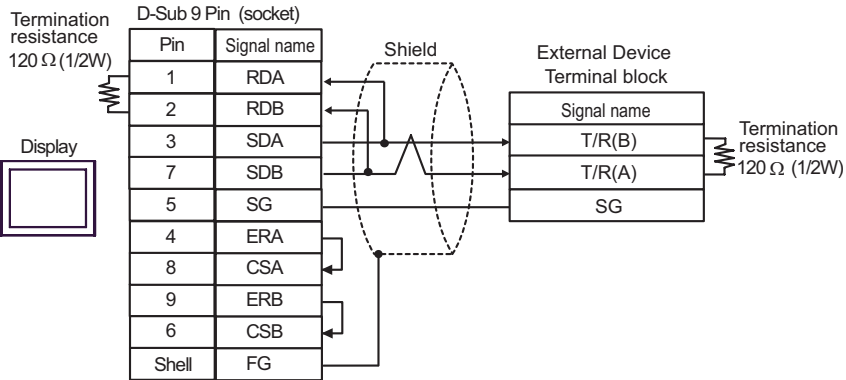 Termination
resistance
120 Ω (1/2W)
D-Sub 9 Pin (socket)
Pin Signal name
1 RDA
2 RDB
3 SDA
7 SDB
5 SG
4 ERA
8 CSA
9 ERB
6 CSB
Shell FG
Display
Shield
External Device
Terminal block
Signal name
T/R(B)
T/R(A)
SG
Termination
resistance
120 Ω (1/2W)